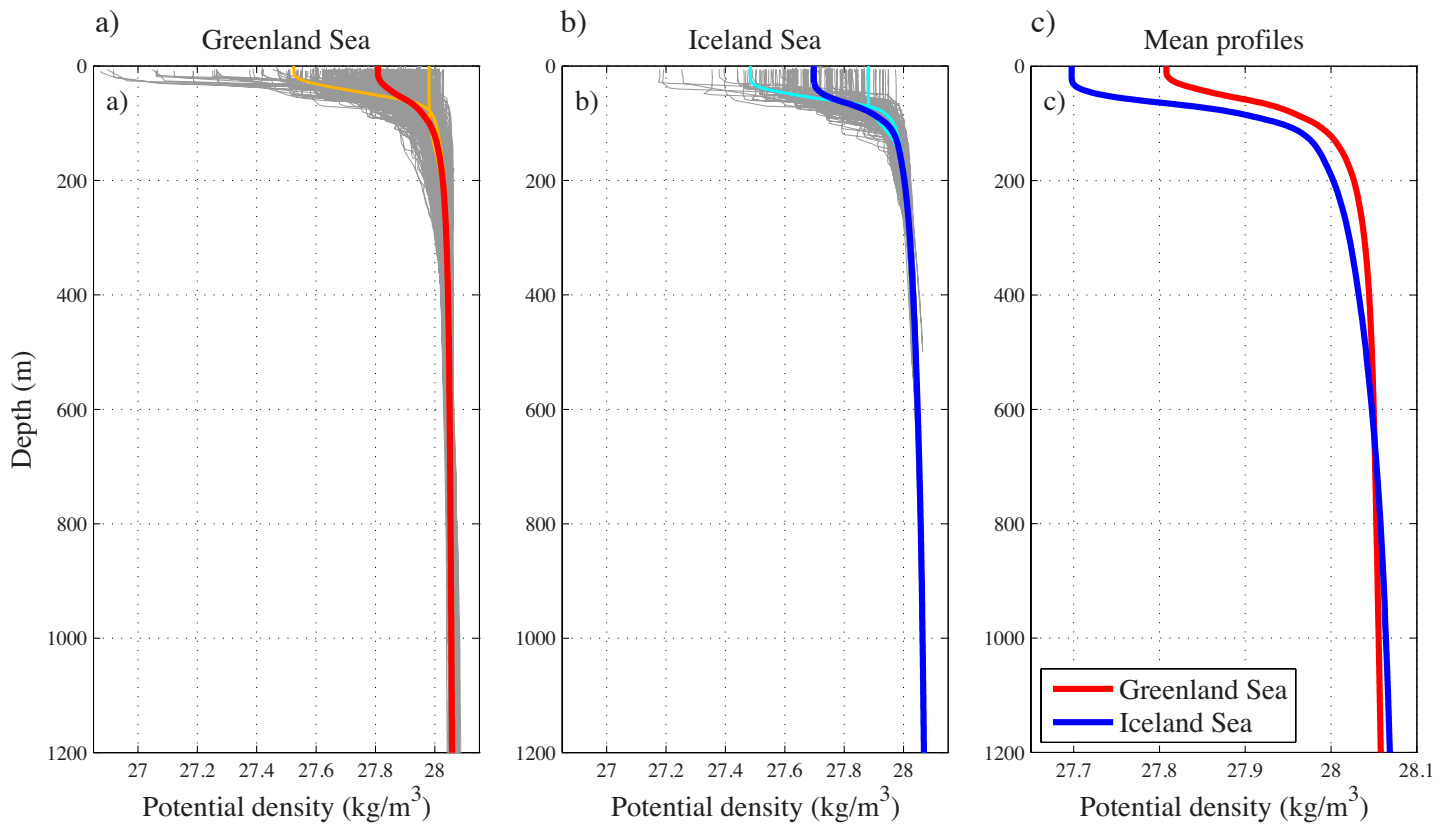 a)
Greenland Sea
b)
Iceland Sea
c)
Mean profiles
0
200
400
600
800
1000
1200
a)
27
27.2
27.4
27.6
27.8
28
Potential density (kg/m³)
Depth (m)
0
200
400
600
800
1000
1200
b)
27
27.2
27.4
27.6
27.8
28
Potential density (kg/m³)
0
200
400
600
800
1000
1200
c)
Greenland Sea
Iceland Sea
27.7
27.8
27.9
28
28.1
Potential density (kg/m³)